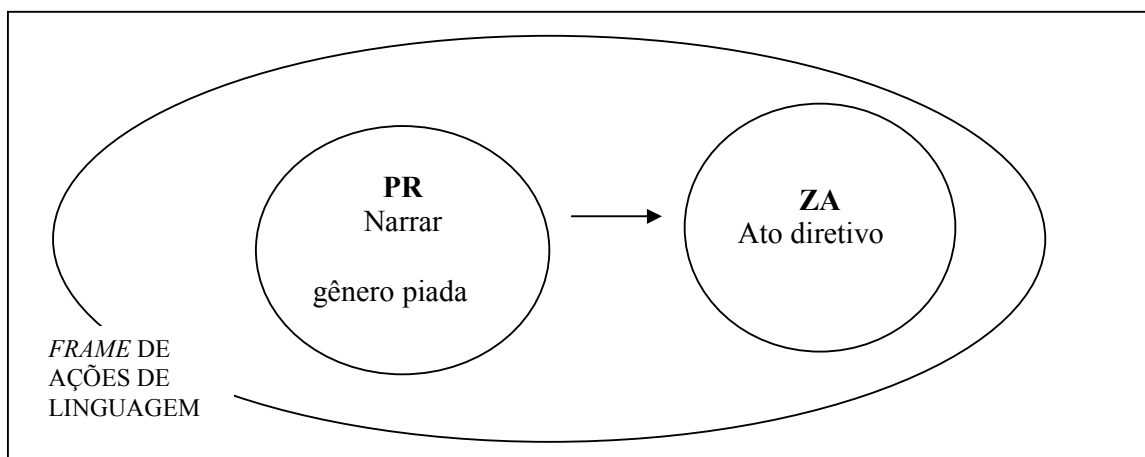 PR
Narrar
gênero piada
ZA
Ato diretivo
FRAME DE
AÇÕES DE
LINGUAGEM